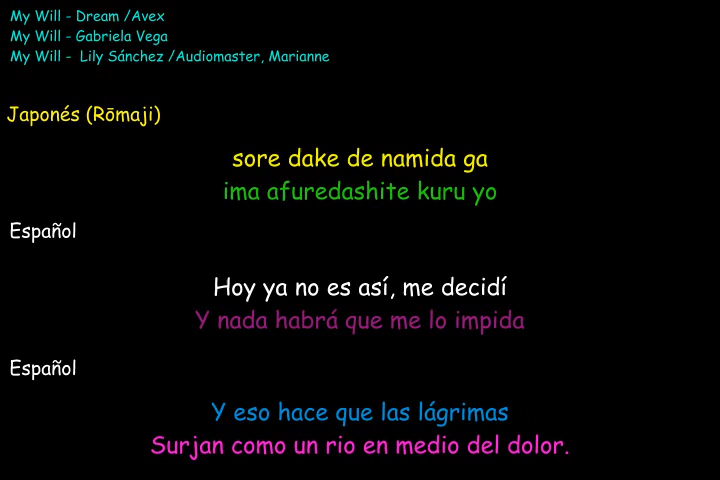 My Will - Dream /Avex
My Will - Gabriela Vega
My Will -  Lily Sánchez /Audiomaster, Marianne
Japonés (Rōmaji)
sore dake de namida ga
ima afuredashite kuru yo
Español
Hoy ya no es así, me decidí
Y nada habrá que me lo impida
Español
Y eso hace que las lágrimas
Surjan como un rio en medio del dolor.